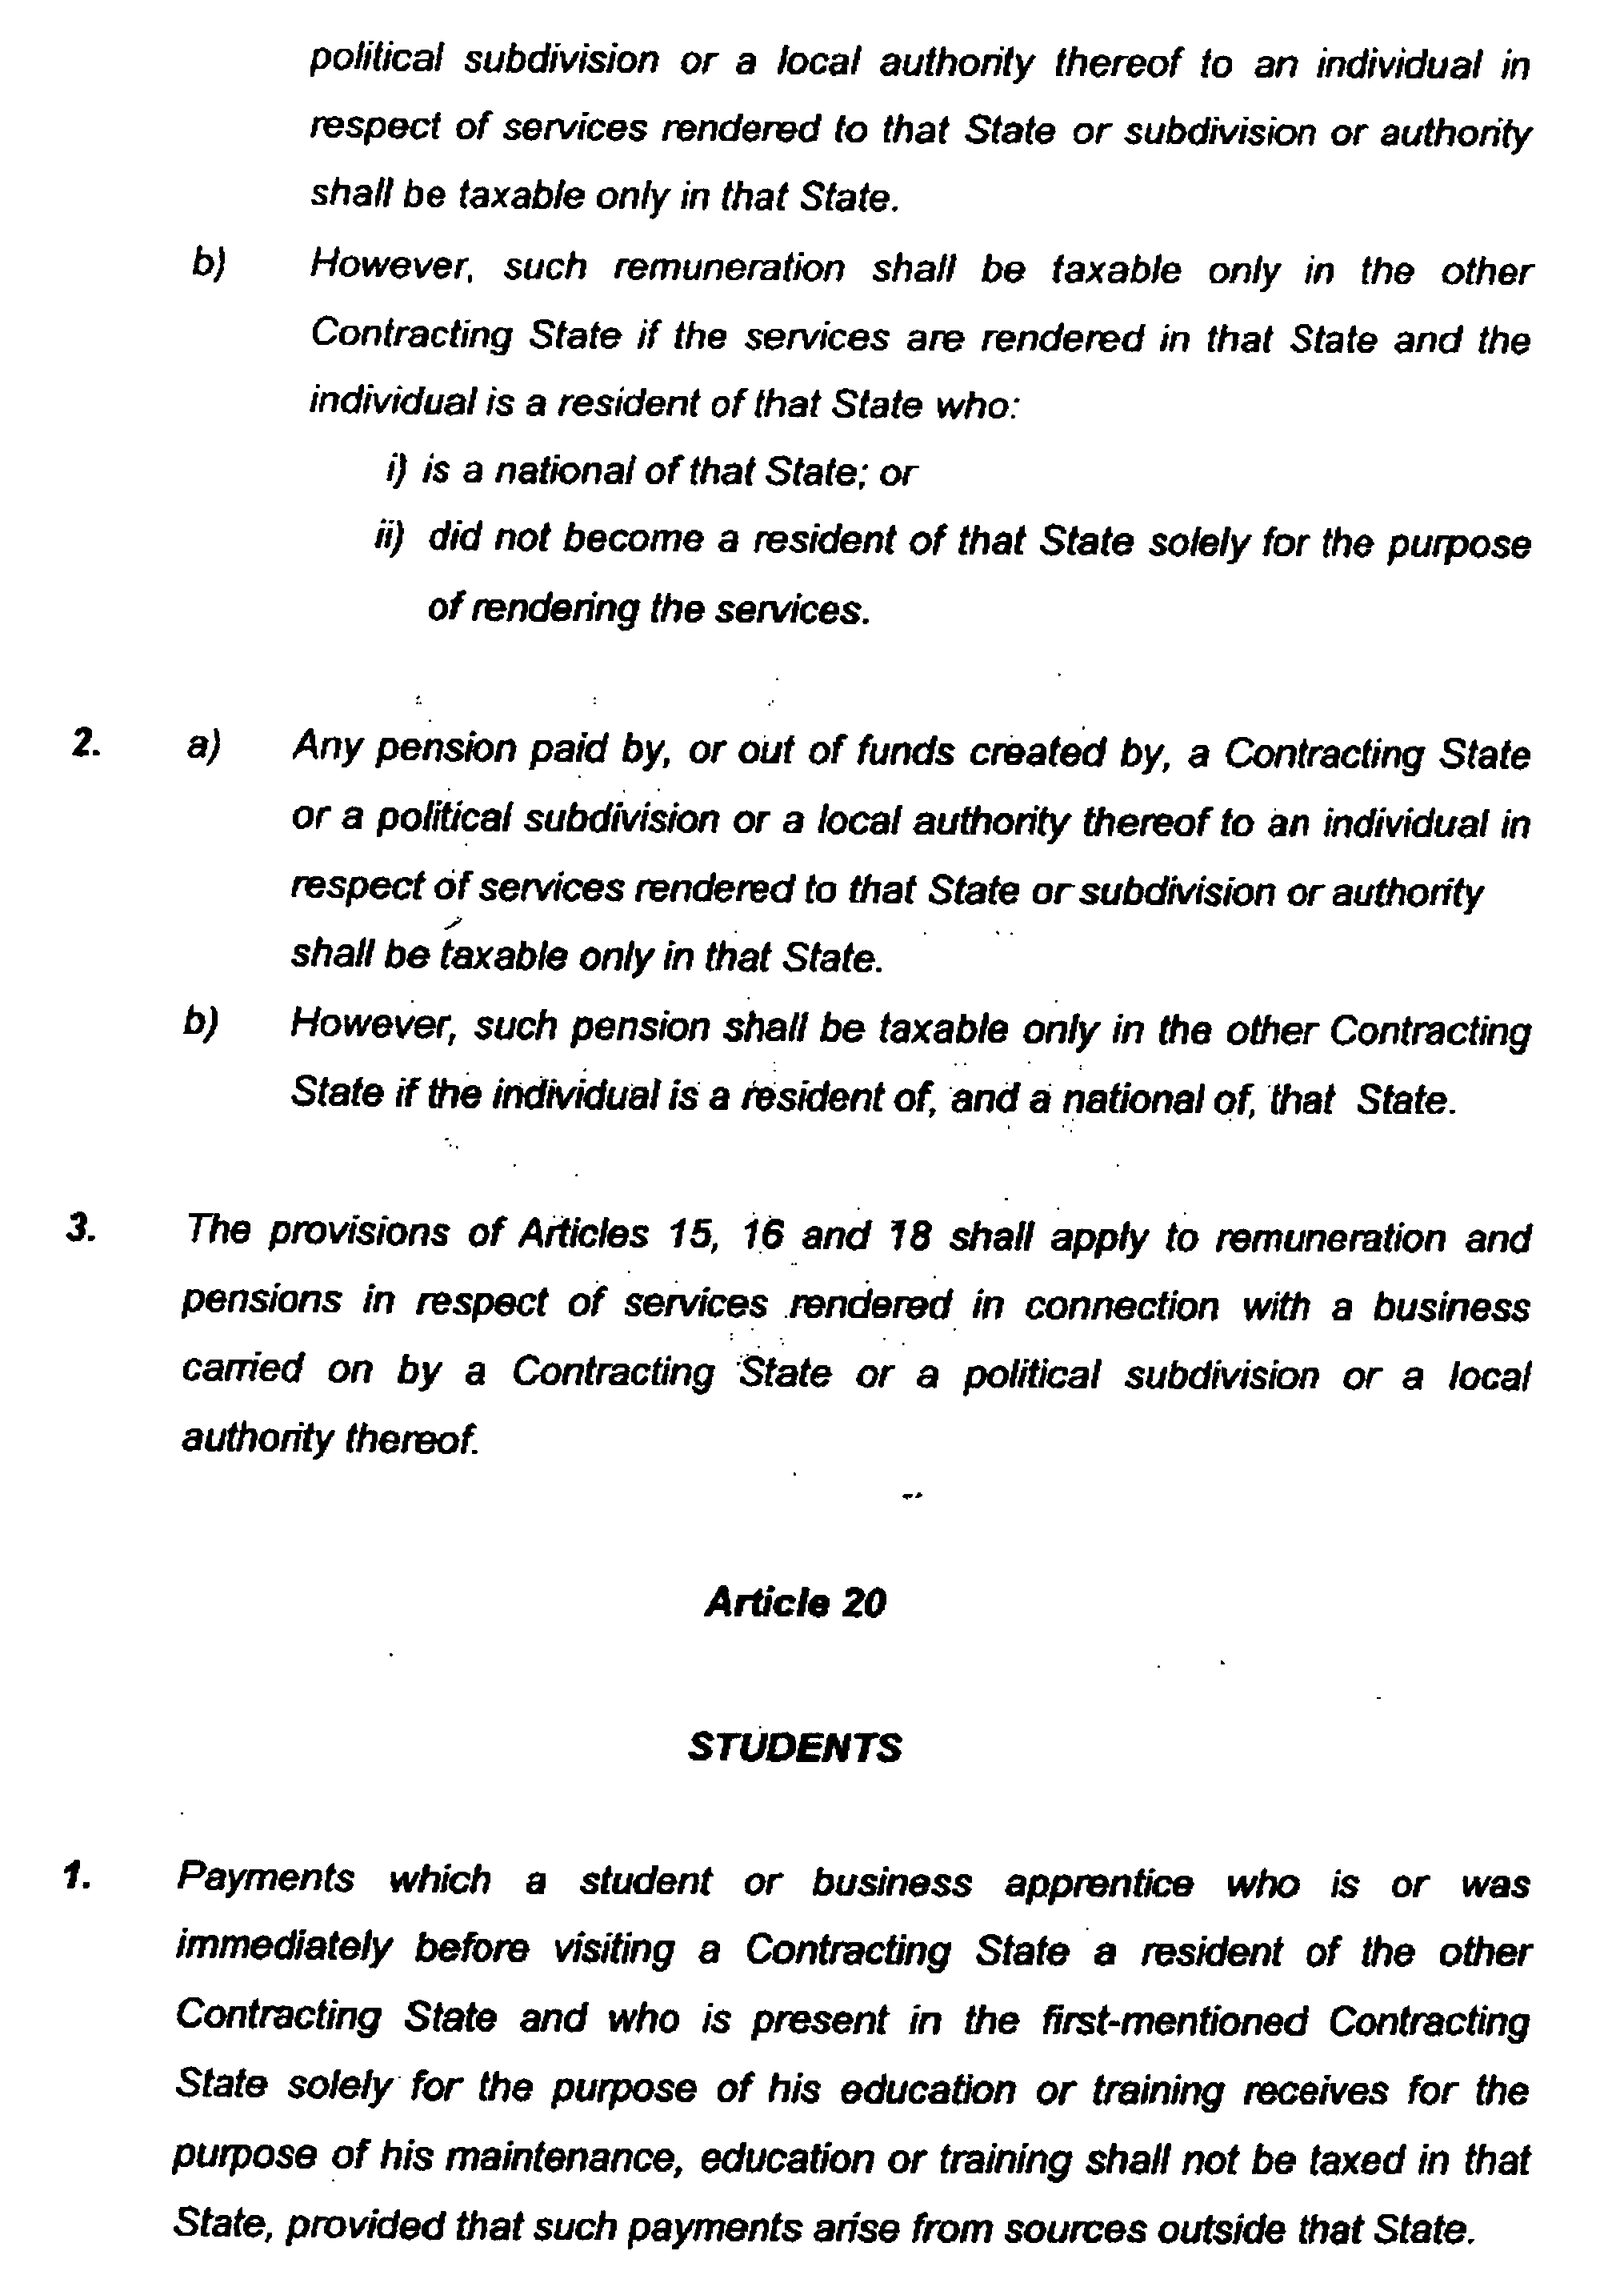 political subdivision or a local authority thereof to an individual in
respect of services rendered to that State or subdivision or authority
shall be taxable only in that State.
b) However, such remuneration shall be taxable only in the other
Contracting State if the services are rendered in that State and the
individual is a resident of that State who:
i) is a national of that State; or
ii) did not become a resident of that State solely for the purpose
of rendering the services.
2. a) Any pension paid by, or out of funds created by, a Contracting State
or a political subdivision or a local authority thereof to an individual in
respect of services rendered to that State or subdivision or authority
shall be taxable only in that State.
b) However, such pension shall be taxable only in the other Contracting
State if the individual is a resident of, and a national of, that State.
3. The provisions of Articles 15, 16 and 18 shall apply to remuneration and
pensions in respect of services rendered in connection with a business
carried on by a Contracting State or a political subdivision or a local
authority thereof.
Article 20
STUDENTS
1. Payments which a student or business apprentice who is or was
immediately before visiting a Contracting State a resident of the other
Contracting State and who is present in the first-mentioned Contracting
State solely for the purpose of his education or training receives for the
purpose of his maintenance, education or training shall not be taxed in that
State, provided that such payments arise from sources outside that State.